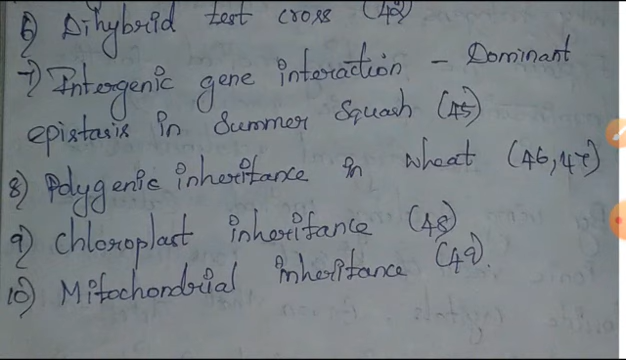 6) Dihybrid test cross (42)
7) Intergenic gene interaction - Dominant
epistasis in Summer Squash (45)
8) Polygenic inheritance in wheat (46,47)
9) Chloroplast inheritance (48)
10) Mitochondrial inheritance (49).